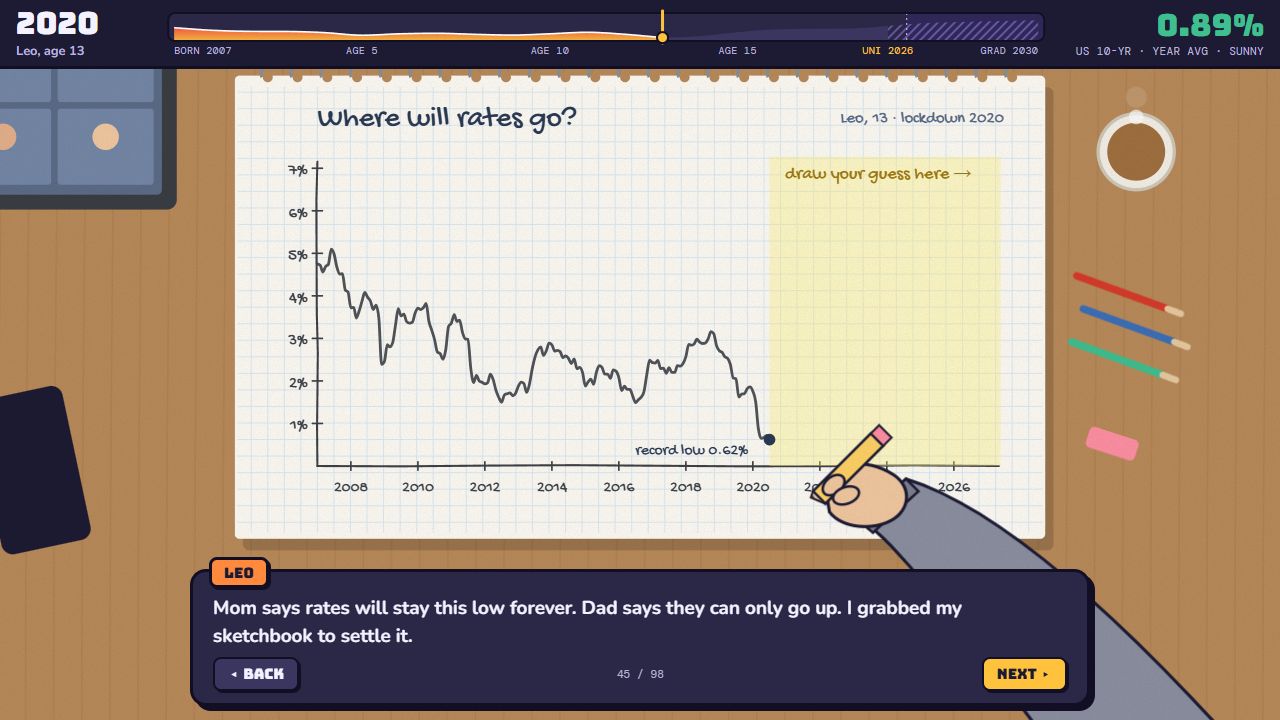 2020
Leo, age 13
BORN 2007
AGE 5
AGE 10
AGE 15
UNI 2026
GRAD 2030
0.89%
US 10-YR · YEAR AVG · SUNNY
Where will rates go?
Leo, 13 · lockdown 2020
draw your guess here →
7%
6%
5%
4%
3%
2%
1%
record low 0.62%
2008 2010 2012 2014 2016 2018 2020 2026
LEO
Mom says rates will stay this low forever. Dad says they can only go up. I grabbed my
sketchbook to settle it.
◂ BACK
45 / 98
NEXT ▸